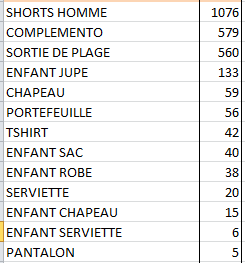 SHORTS HOMME 1076
COMPLEMENTO 579
SORTIE DE PLAGE 560
ENFANT JUPE 133
CHAPEAU 59
PORTEFEUILLE 56
TSHIRT 42
ENFANT SAC 40
ENFANT ROBE 38
SERVIETTE 20
ENFANT CHAPEAU 15
ENFANT SERVIETTE 6
PANTALON 5